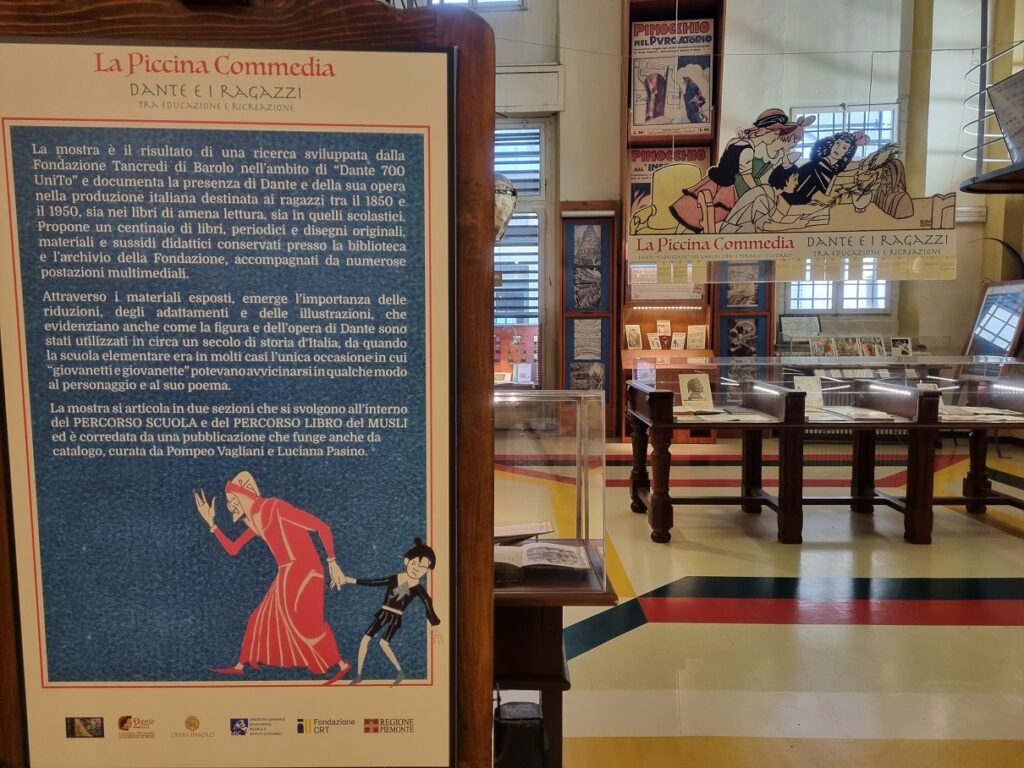 La Piccina Commedia
DANTE E I RAGAZZI
TRA EDUCAZIONE E RICREAZIONE
La mostra è il risultato di una ricerca sviluppata dalla
Fondazione Tancredi di Barolo nell'ambito di "Dante 700
UniTo" e documenta la presenza di Dante e della sua opera
nella produzione italiana destinata ai ragazzi tra il 1850 e
il 1950, sia nei libri di amena lettura, sia in quelli scolastici.
Propone un centinaio di libri, periodici e disegni originali,
materiali e sussidi didattici conservati presso la biblioteca
e l'archivio della Fondazione, accompagnati da numerose
postazioni multimediali.
Attraverso i materiali esposti, emerge l'importanza delle
riduzioni, degli adattamenti e delle illustrazioni, che
evidenziano anche come la figura e dell'opera di Dante sono
stati utilizzati in circa un secolo di storia d'Italia, da quando
la scuola elementare era in molti casi l'unica occasione in cui
"giovanetti e giovanette" potevano avvicinarsi in qualche modo
al personaggio e al suo poema.
La mostra si articola in due sezioni che si svolgono all'interno
del PERCORSO SCUOLA e del PERCORSO LIBRO del MUSLI
ed è corredata da una pubblicazione che funge anche da
catalogo, curata da Pompeo Vagliani e Luciana Pasino.
Dante
OPERA BAROLO
DIREZIONE GENERALE
EDUCAZIONE,
RICERCA E
ISTITUTI CULTURALI
Fondazione
CRT
REGIONE
PIEMONTE
PINOCCHIO
NEL PURGATORIO
PINOCCHIO
La Piccina Commedia
DANTE E I RAGAZZI
TRA EDUCAZIONE E RICREAZIONE